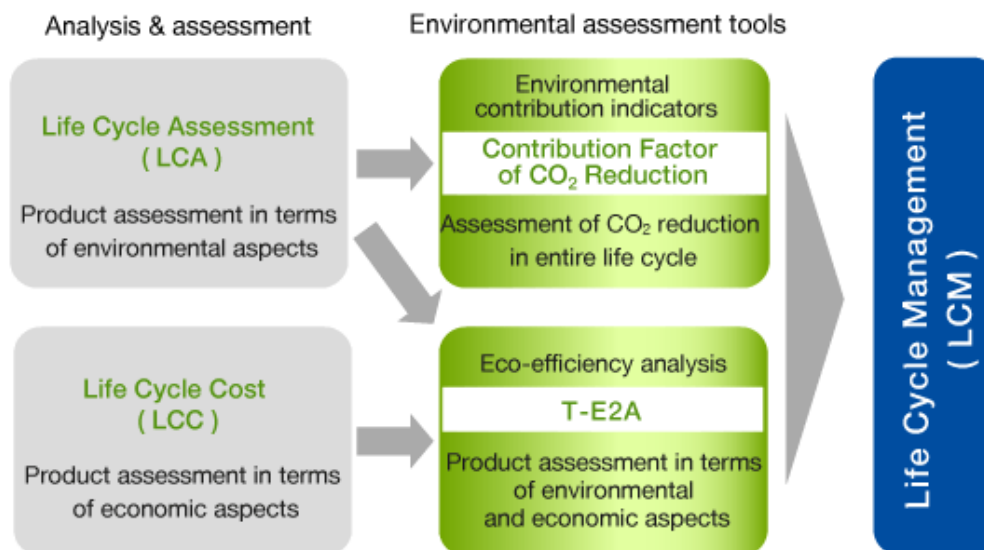 Analysis & assessment
Environmental assessment tools
Life Cycle Assessment
( LCA )
Product assessment in terms
of environmental aspects
Environmental
contribution indicators
Contribution Factor
of CO₂ Reduction
Assessment of CO₂ reduction
in entire life cycle
Life Cycle Cost
( LCC )
Product assessment in terms
of economic aspects
Eco-efficiency analysis
T-E2A
Product assessment in terms
of environmental
and economic aspects
Life Cycle Management
( LCM )